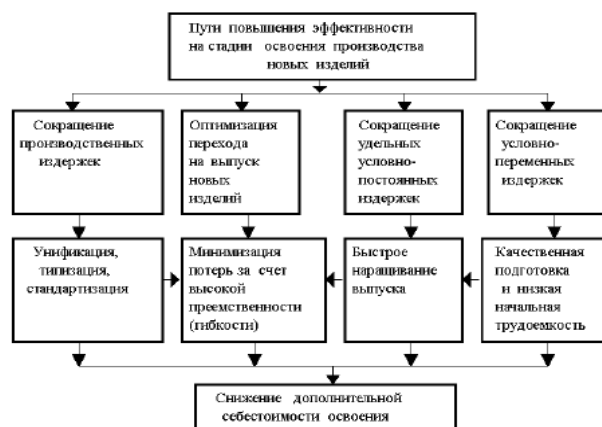 Пути повышения эффективности
на стадии освоения производства
новых изделий
Сокращение
производственных
издержек
Оптимизация
перехода
на выпуск
новых
изделий
Сокращение
удельных
условно-
постоянных
издержек
Сокращение
условно-
переменных
издержек
Унификация,
типизация,
стандартизация
Минимизация
потерь за счет
высокой
преемственности
(гибкости)
Быстрое
наращивание
выпуска
Качественная
подготовка
и низкая
начальная
трудоемкость
Снижение дополнительной
себестоимости освоения